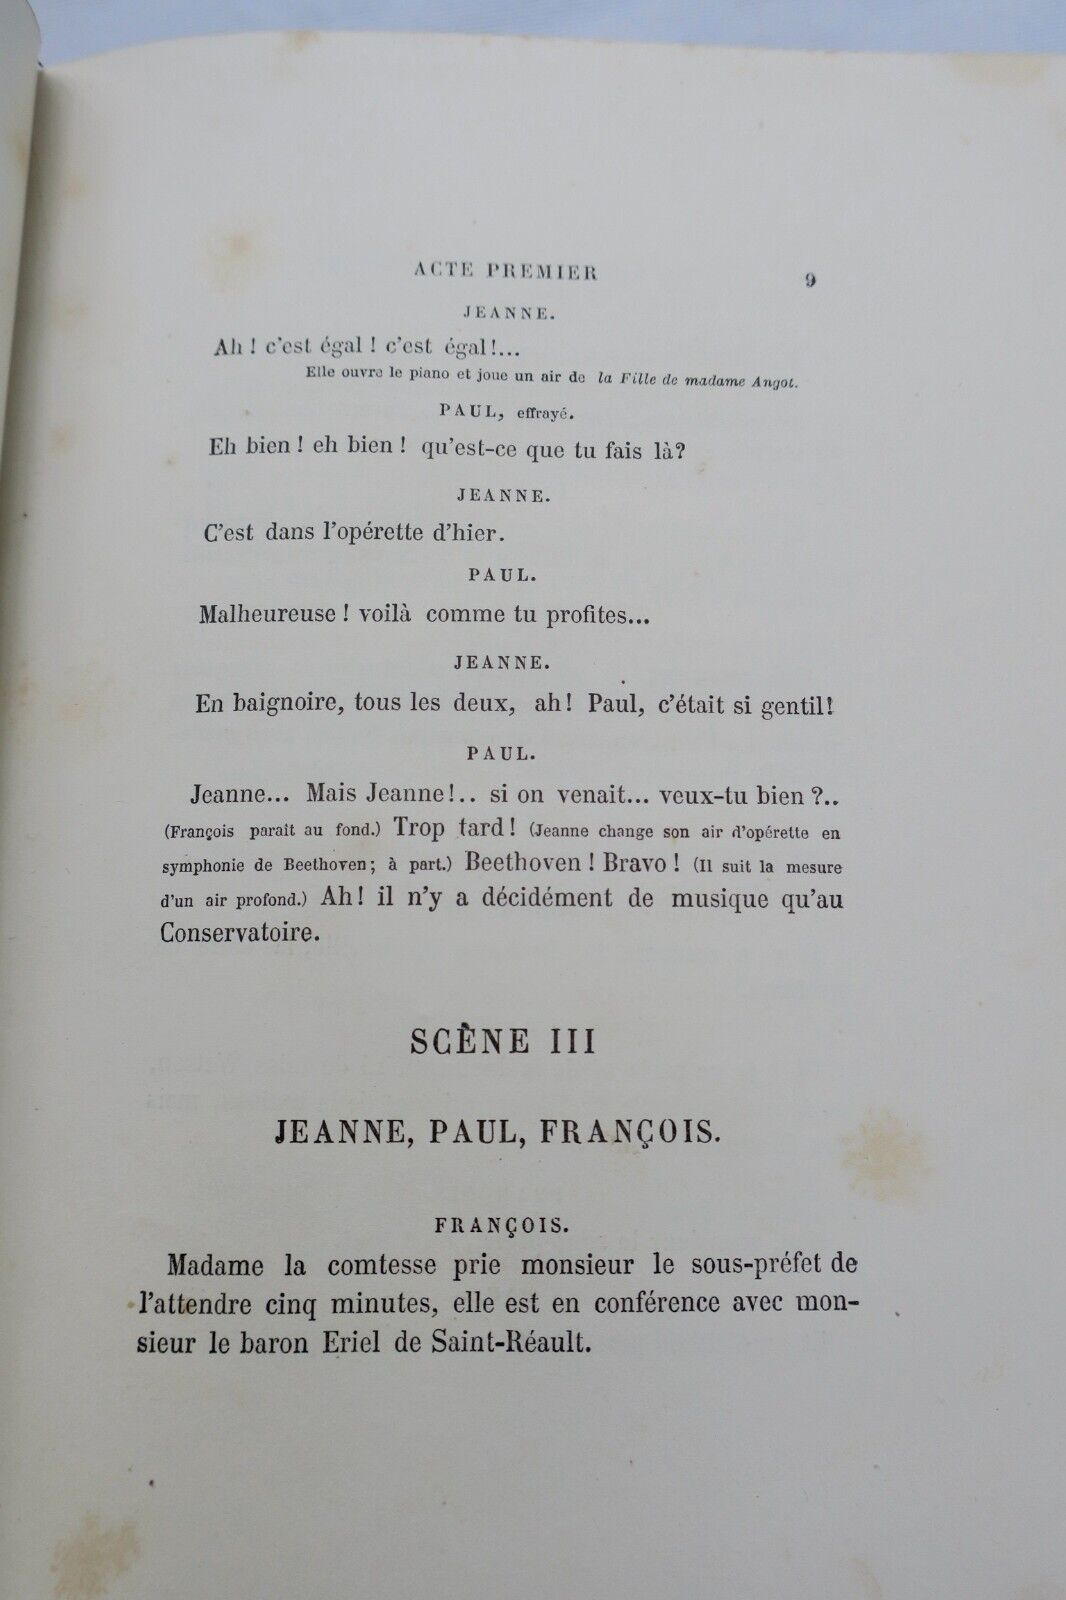 ACTE PREMIER 9
JEANNE.
Ah ! c'est égal ! c'est égal !...
Elle ouvre le piano et joue un air de la Fille de madame Angot.
PAUL, effrayé.
Eh bien ! eh bien ! qu'est-ce que tu fais là?
JEANNE.
C'est dans l'opérette d'hier.
PAUL.
Malheureuse ! voilà comme tu profites...
JEANNE.
En baignoire, tous les deux, ah! Paul, c'était si gentil!
PAUL.
Jeanne... Mais Jeanne!.. si on venait... veux-tu bien ?..
(François paraît au fond.) Trop tard ! (Jeanne change son air d'opérette en
symphonie de Beethoven; à part.) Beethoven ! Bravo ! (Il suit la mesure
d'un air profond.) Ah! il n'y a décidément de musique qu'au
Conservatoire.
SCÈNE III
JEANNE, PAUL, FRANÇOIS.
FRANÇOIS.
Madame la comtesse prie monsieur le sous-préfet de
l'attendre cinq minutes, elle est en conférence avec mon-
sieur le baron Eriel de Saint-Réault.